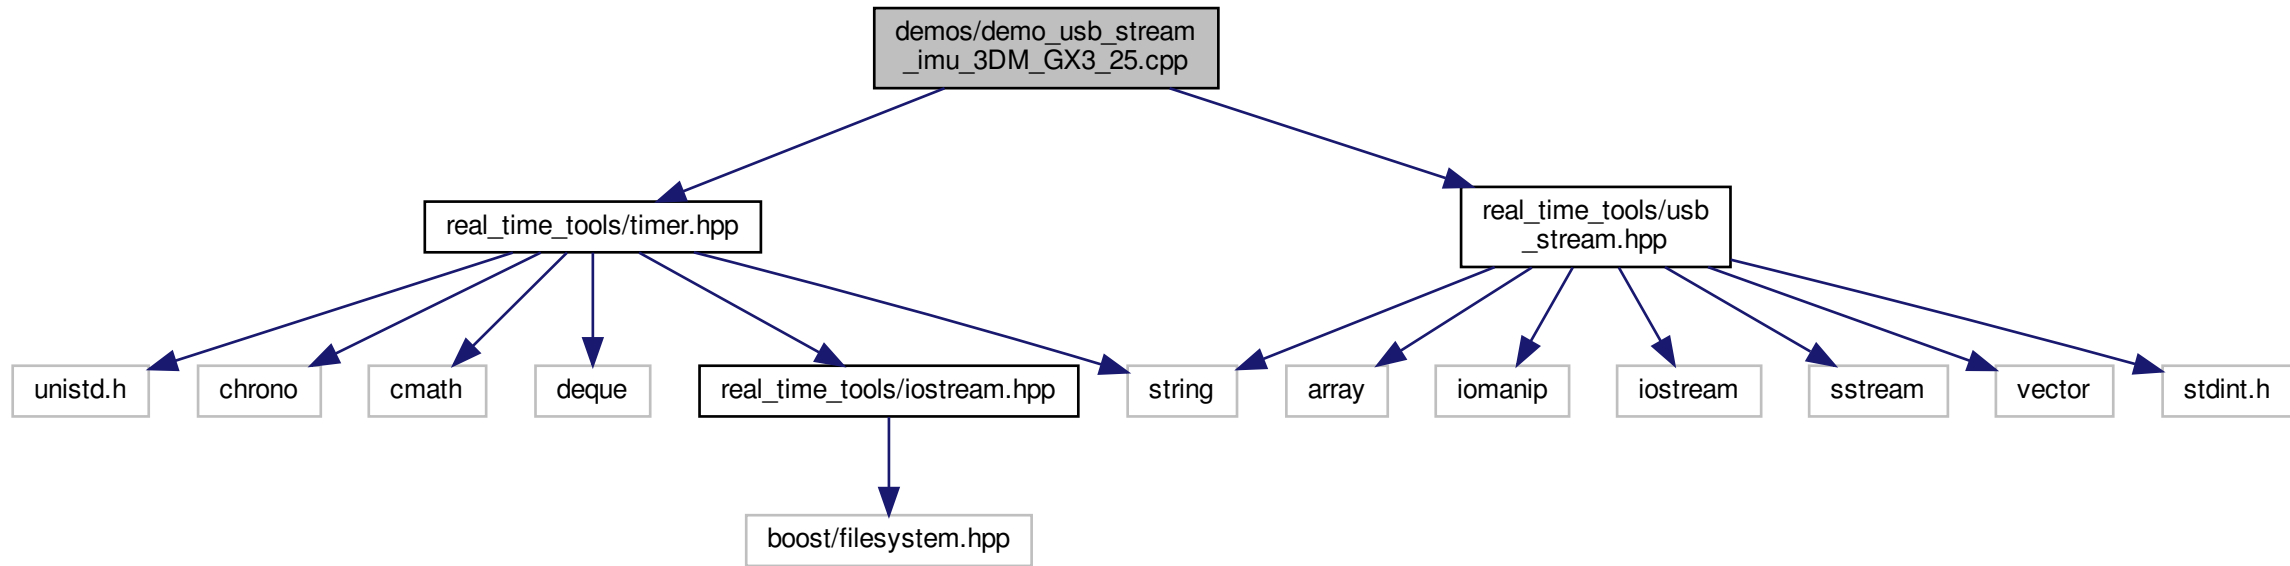 demos/demo_usb_stream
_imu_3DM_GX3_25.cpp
real_time_tools/timer.hpp
real_time_tools/usb
_stream.hpp
unistd.h
chrono
cmath
deque
real_time_tools/iostream.hpp
string
array
iomanip
iostream
sstream
vector
stdint.h
boost/filesystem.hpp